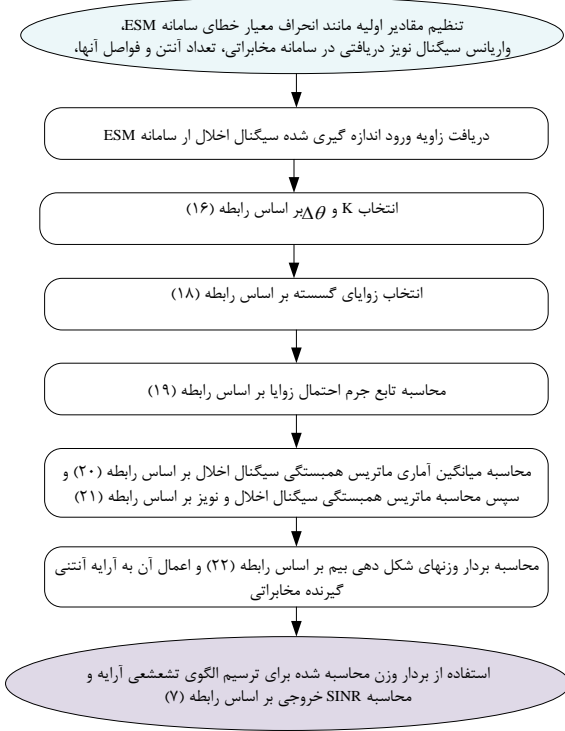 تنظیم مقادیر اولیه مانند انحراف معیار خطای سامانه ESM،
واریانس سیگنال نویز دریافتی در سامانه مخابراتی، تعداد آنتن و فواصل آنها،
دریافت زاویه ورود اندازه گیری شده سیگنال اخلال ار سامانه ESM
انتخاب K و Δθ بر اساس رابطه (۱۶)
انتخاب زوایای گسسته بر اساس رابطه (۱۸)
محاسبه تابع جرم احتمال زوایا بر اساس رابطه (۱۹)
محاسبه میانگین آماری ماتریس همبستگی سیگنال اخلال بر اساس رابطه (۲۰) و
سپس محاسبه ماتریس همبستگی سیگنال اخلال و نویز بر اساس رابطه (۲۱)
محاسبه بردار وزنهای شکل دهی بیم بر اساس رابطه (۲۲) و اعمال آن به آرایه آنتنی
گیرنده مخابراتی
استفاده از بردار وزن محاسبه شده برای ترسیم الگوی تشعشعی آرایه و
محاسبه SINR خروجی بر اساس رابطه (۷)